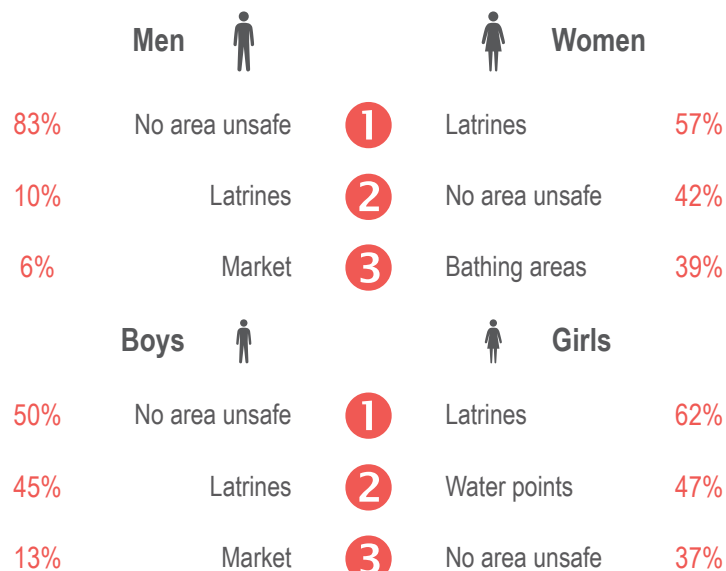 Men Women
83% No area unsafe 1 Latrines 57%
10% Latrines 2 No area unsafe 42%
6% Market 3 Bathing areas 39%
Boys Girls
50% No area unsafe 1 Latrines 62%
45% Latrines 2 Water points 47%
13% Market 3 No area unsafe 37%